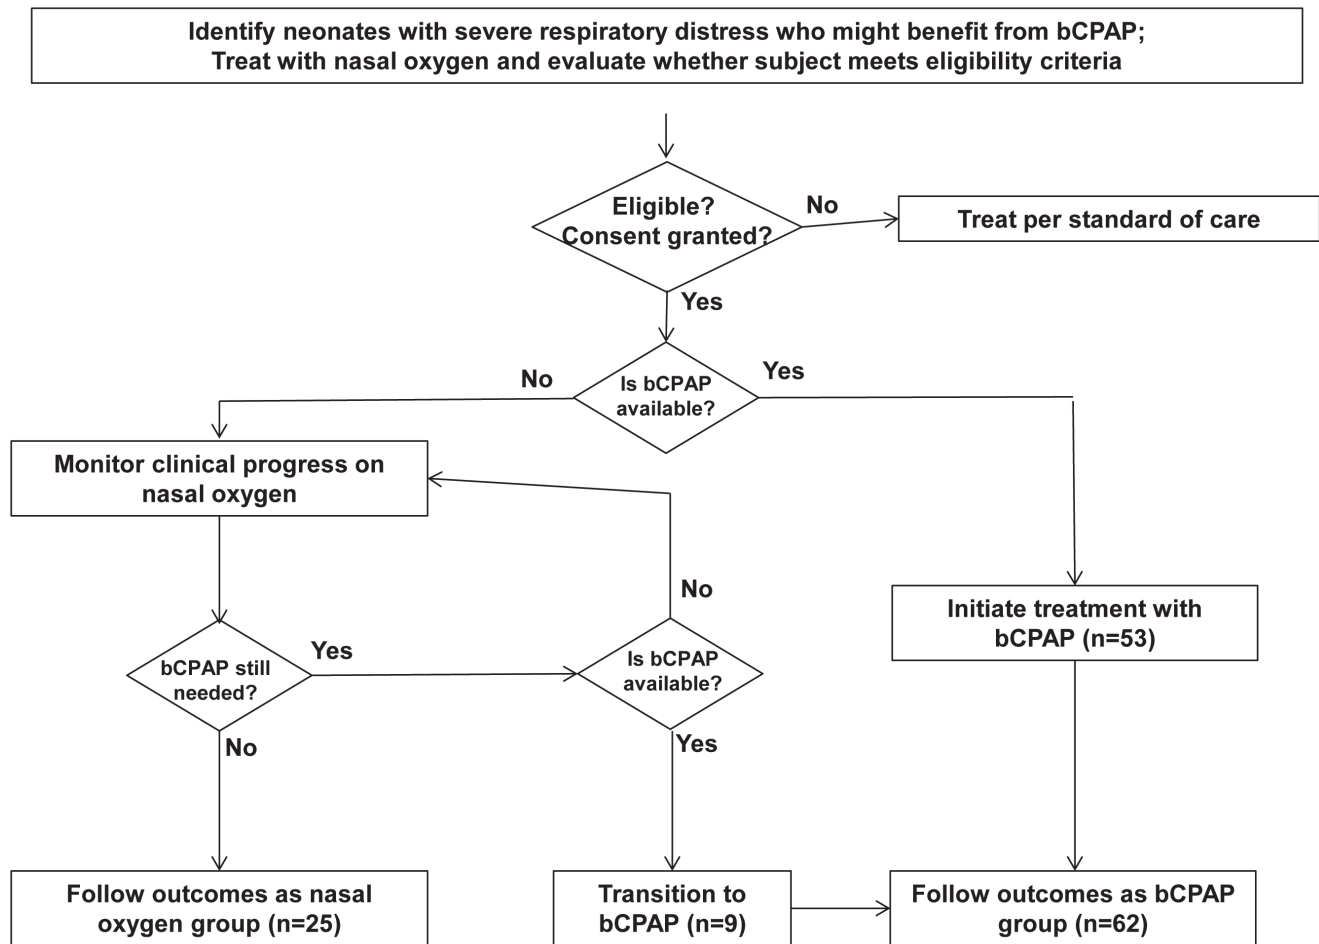 Identify neonates with severe respiratory distress who might benefit from bCPAP;
Treat with nasal oxygen and evaluate whether subject meets eligibility criteria
Eligible?
Consent granted?
No
Treat per standard of care
Yes
Is bCPAP
available?
No
Yes
Monitor clinical progress on
nasal oxygen
No
Initiate treatment with
bCPAP (n=53)
bCPAP still
needed?
Yes
Is bCPAP
available?
No
Yes
Follow outcomes as nasal
oxygen group (n=25)
Transition to
bCPAP (n=9)
Follow outcomes as bCPAP
group (n=62)